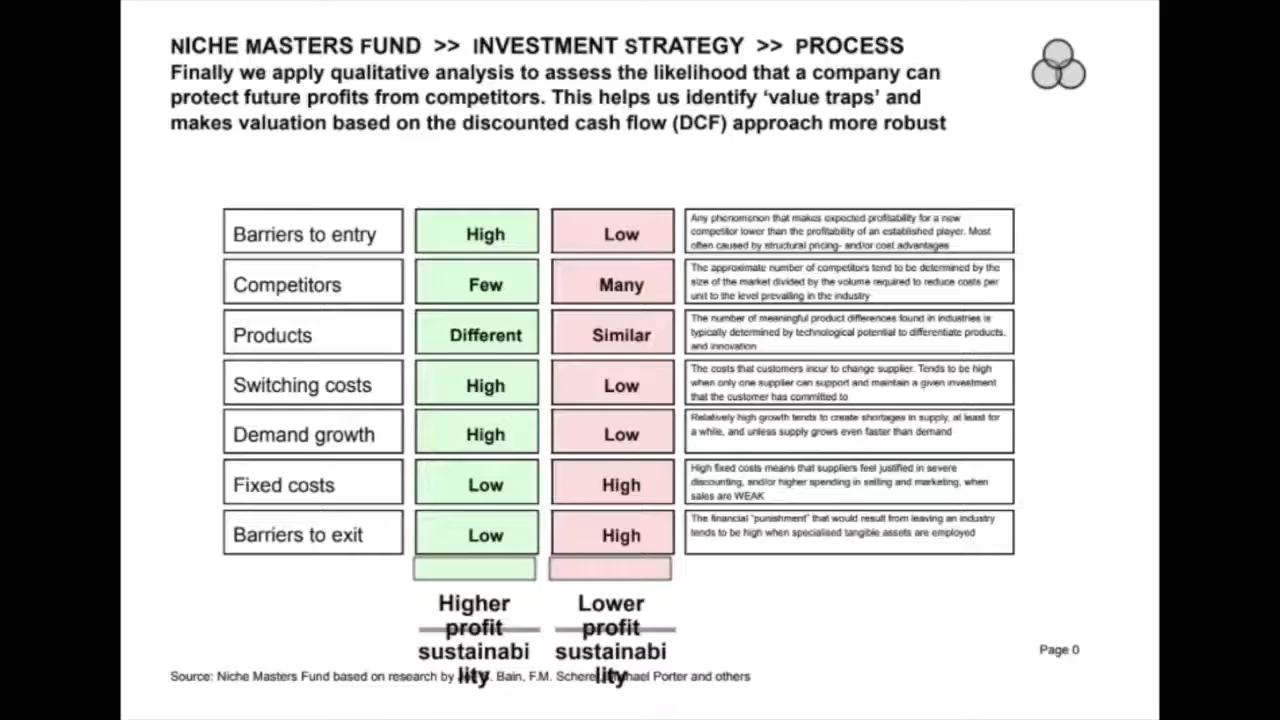 NICHE MASTERS FUND >> INVESTMENT STRATEGY >> PROCESS
Finally we apply qualitative analysis to assess the likelihood that a company can
protect future profits from competitors. This helps us identify ‘value traps’ and
makes valuation based on the discounted cash flow (DCF) approach more robust
Barriers to entry
High
Low
Any phenomenon that makes expected profitability for a new
competitor lower than the profitability of an established player. Most
often caused by structural pricing- and/or cost advantages
Competitors
Few
Many
The approximate number of competitors tend to be determined by the
size of the market divided by the volume required to reduce costs per
unit to the level prevailing in the industry
Products
Different
Similar
The number of meaningful product differences found in industries is
typically determined by technological potential to differentiate products,
and innovation
Switching costs
High
Low
The costs that customers incur to change supplier. Tends to be high
when only one supplier can support and maintain a given investment
that the customer has committed to
Demand growth
High
Low
Relatively high growth tends to create shortages in supply, at least for
a while, and unless supply grows even faster than demand
Fixed costs
Low
High
High fixed costs means that suppliers feel justified in severe
discounting, and/or higher spending in selling and marketing, when
sales are WEAK
Barriers to exit
Low
High
The financial "punishment" that would result from leaving an industry
tends to be high when specialised tangible assets are employed
Higher
profit
sustainabi
lity
Lower
profit
sustainabi
lity
Page 0
Source: Niche Masters Fund based on research by Bain, F.M. Porter and others